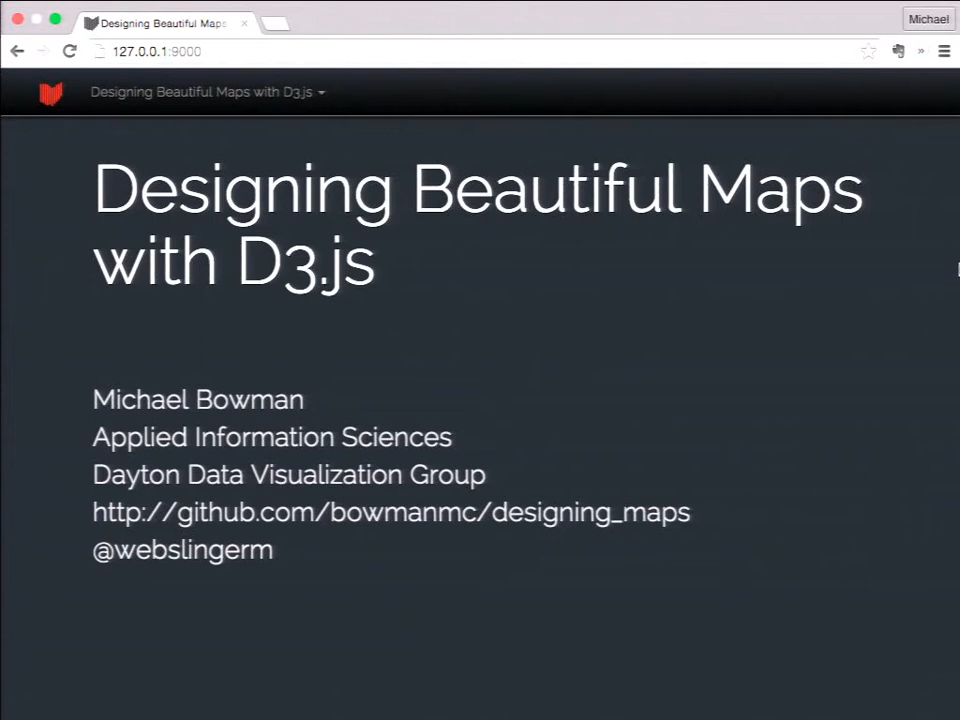 Designing Beautiful Maps
Michael
127.0.0.1:9000
»
Designing Beautiful Maps with D3.js
Designing Beautiful Maps
with D3.js
Michael Bowman
Applied Information Sciences
Dayton Data Visualization Group
http://github.com/bowmanmc/designing_maps
@webslingerm